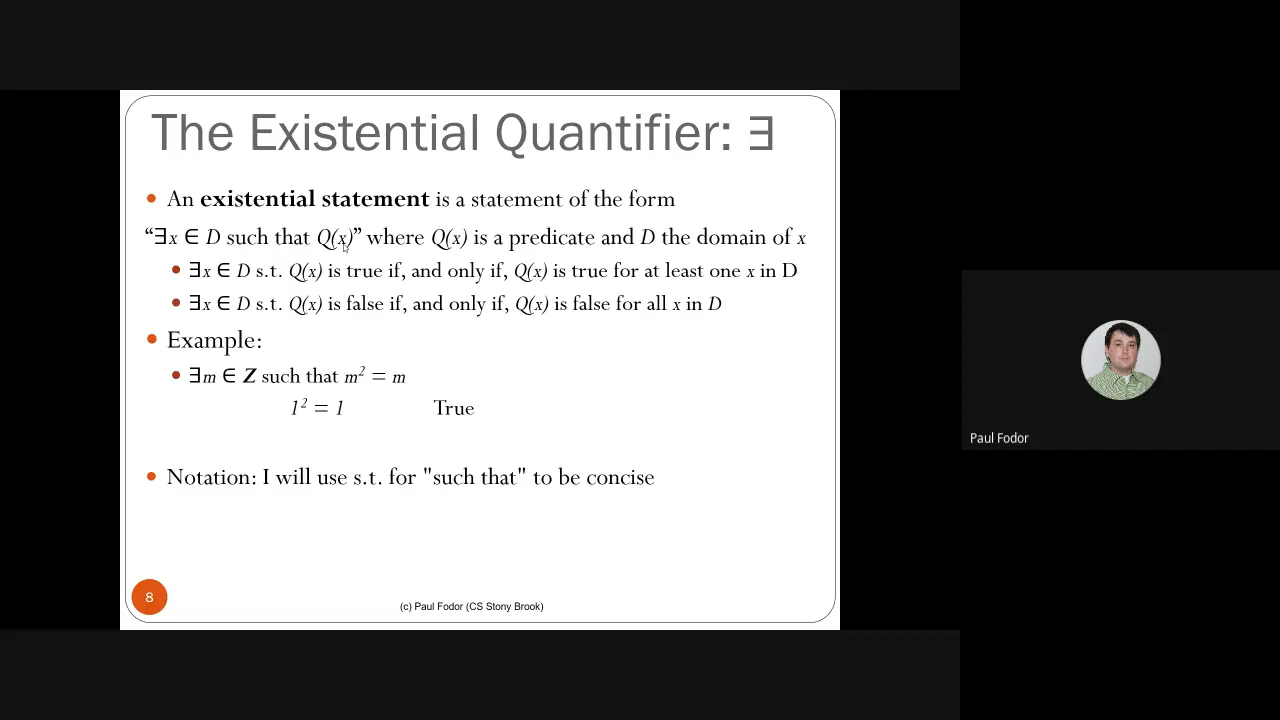 The Existential Quantifier: ∃
• An existential statement is a statement of the form
“∃x ∈ D such that Q(x)” where Q(x) is a predicate and D the domain of x
• ∃x ∈ D s.t. Q(x) is true if, and only if, Q(x) is true for at least one x in D
• ∃x ∈ D s.t. Q(x) is false if, and only if, Q(x) is false for all x in D
• Example:
• ∃m ∈ Z such that m² = m
1² = 1 True
• Notation: I will use s.t. for "such that" to be concise
8
(c) Paul Fodor (CS Stony Brook)
Paul Fodor